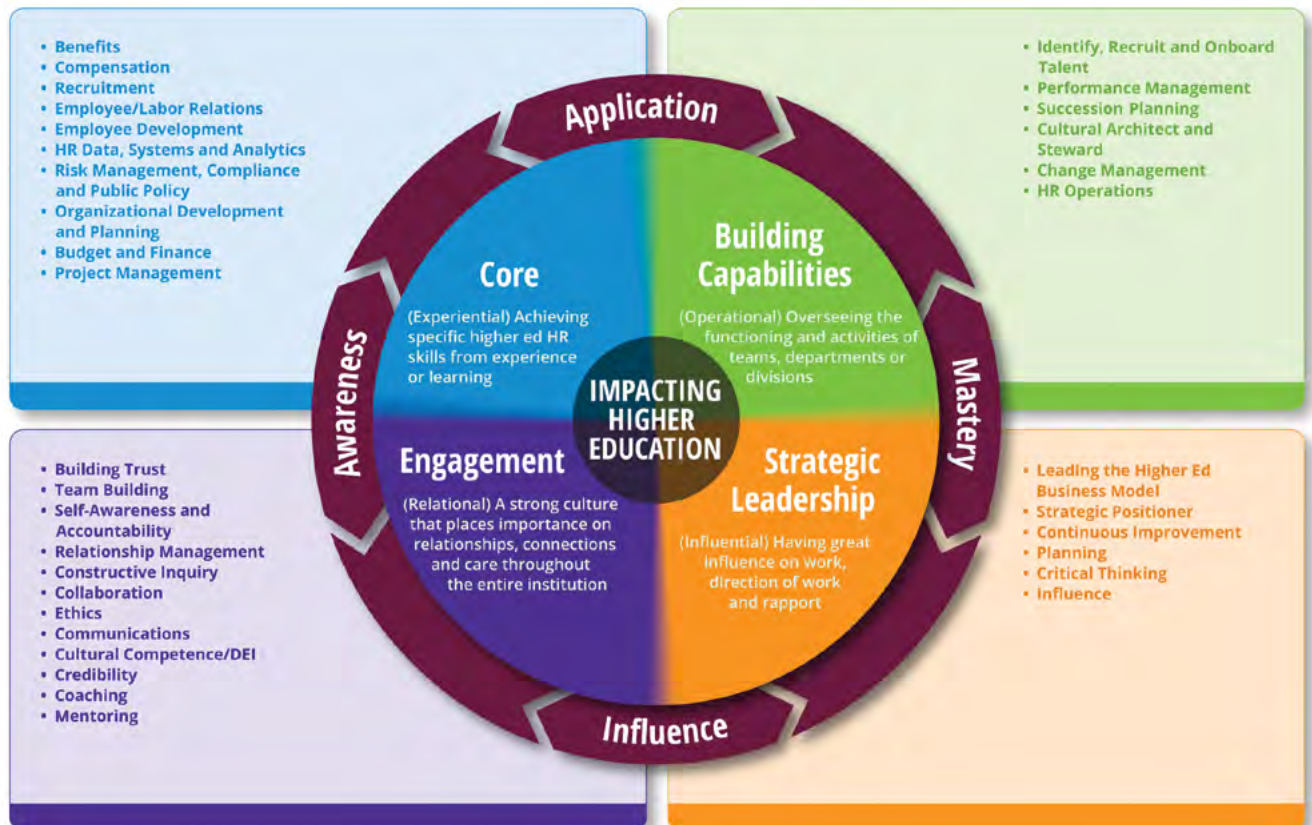 • Benefits
• Compensation
• Recruitment
• Employee/Labor Relations
• Employee Development
• HR Data, Systems and Analytics
• Risk Management, Compliance
and Public Policy
• Organizational Development
and Planning
• Budget and Finance
• Project Management
• Identify, Recruit and Onboard
Talent
• Performance Management
• Succession Planning
• Cultural Architect and
Steward
• Change Management
• HR Operations
Application
Awareness
Mastery
Influence
Core
(Experiential) Achieving
specific higher ed HR
skills from experience
or learning
Building
Capabilities
(Operational) Overseeing the
functioning and activities of
teams, departments or
divisions
IMPACTING
HIGHER
EDUCATION
Engagement
(Relational) A strong culture
that places importance on
relationships, connections
and care throughout
the entire institution
Strategic
Leadership
(Influential) Having great
influence on work,
direction of work
and rapport
• Building Trust
• Team Building
• Self-Awareness and
Accountability
• Relationship Management
• Constructive Inquiry
• Collaboration
• Ethics
• Communications
• Cultural Competence/DEI
• Credibility
• Coaching
• Mentoring
• Leading the Higher Ed
Business Model
• Strategic Positioner
• Continuous Improvement
• Planning
• Critical Thinking
• Influence